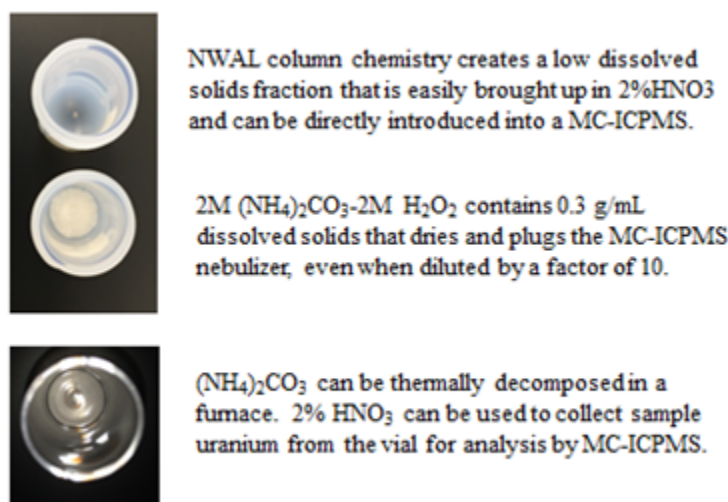 NWAL column chemistry creates a low dissolved
solids fraction that is easily brought up in 2%HNO3
and can be directly introduced into a MC-ICPMS.
2M (NH₄)₂CO₃-2M H₂O₂ contains 0.3 g/mL
dissolved solids that dries and plugs the MC-ICPMS
nebulizer, even when diluted by a factor of 10.
(NH₄)₂CO₃ can be thermally decomposed in a
furnace. 2% HNO₃ can be used to collect sample
uranium from the vial for analysis by MC-ICPMS.